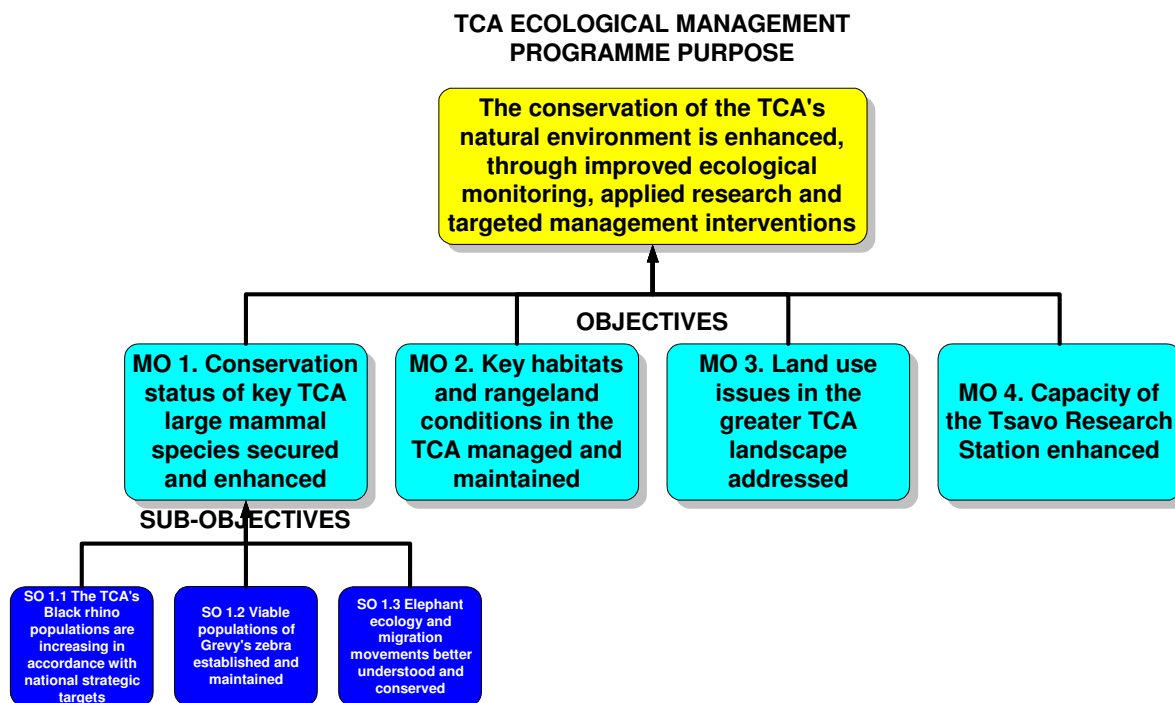 TCA ECOLOGICAL MANAGEMENT
PROGRAMME PURPOSE
The conservation of the TCA's
natural environment is enhanced,
through improved ecological
monitoring, applied research and
targeted management interventions
OBJECTIVES
MO 1. Conservation
status of key TCA
large mammal
species secured
and enhanced
MO 2. Key habitats
and rangeland
conditions in the
TCA managed and
maintained
MO 3. Land use
issues in the
greater TCA
landscape
addressed
MO 4. Capacity of
the Tsavo Research
Station enhanced
SUB-OBJECTIVES
SO 1.1 The TCA's
Black rhino
populations are
increasing in
accordance with
national strategic
targets
SO 1.2 Viable
populations of
Grevy's zebra
established and
maintained
SO 1.3 Elephant
ecology and
migration
movements better
understood and
conserved